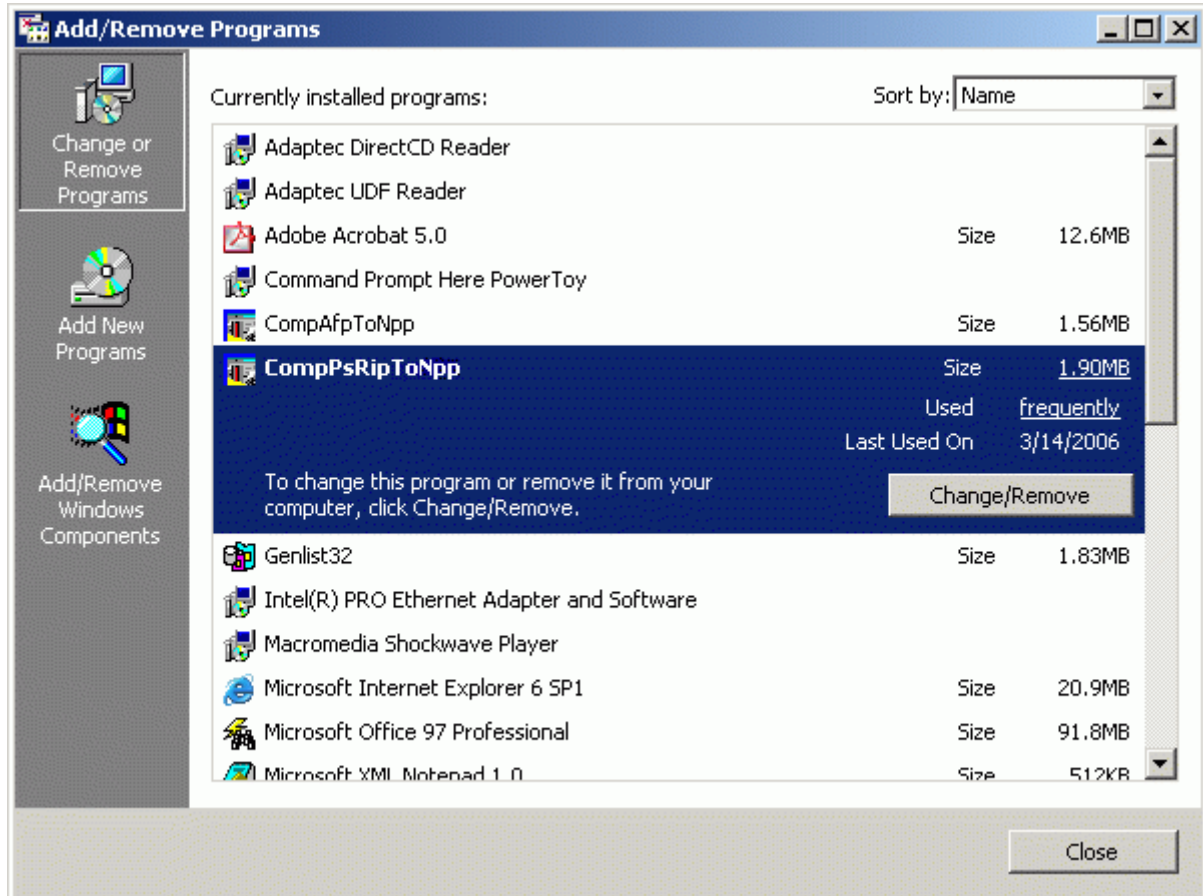 Add/Remove Programs
Change or
Remove
Programs
Add New
Programs
Add/Remove
Windows
Components
Currently installed programs:
Sort by: Name
Adaptec DirectCD Reader
Adaptec UDF Reader
Adobe Acrobat 5.0 Size 12.6MB
Command Prompt Here PowerToy
CompAfpToNpp Size 1.56MB
CompPsRipToNpp Size 1.90MB
Used frequently
Last Used On 3/14/2006
To change this program or remove it from your
computer, click Change/Remove.
Change/Remove
Genlist32 Size 1.83MB
Intel(R) PRO Ethernet Adapter and Software
Macromedia Shockwave Player
Microsoft Internet Explorer 6 SP1 Size 20.9MB
Microsoft Office 97 Professional Size 91.8MB
Microsoft XML Notepad 1.0 Size 512KB
Close